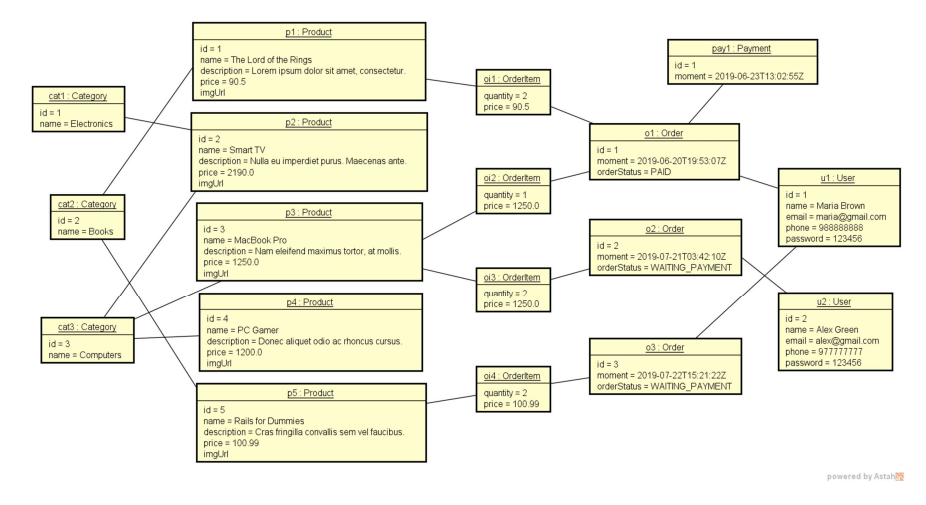 cat1 : Category
id = 1
name = Electronics
cat2 : Category
id = 2
name = Books
cat3 : Category
id = 3
name = Computers
p1 : Product
id = 1
name = The Lord of the Rings
description = Lorem ipsum dolor sit amet, consectetur.
price = 90.5
imgUrl
p2 : Product
id = 2
name = Smart TV
description = Nulla eu imperdiet purus. Maecenas ante.
price = 2190.0
imgUrl
p3 : Product
id = 3
name = MacBook Pro
description = Nam eleifend maximus tortor, at mollis.
price = 1250.0
imgUrl
p4 : Product
id = 4
name = PC Gamer
description = Donec aliquet odio ac rhoncus cursus.
price = 1200.0
imgUrl
p5 : Product
id = 5
name = Rails for Dummies
description = Cras fringilla convallis sem vel faucibus.
price = 100.99
imgUrl
oi1 : OrderItem
quantity = 2
price = 90.5
oi2 : OrderItem
quantity = 1
price = 1250.0
oi3 : OrderItem
quantity = 2
price = 1250.0
oi4 : OrderItem
quantity = 2
price = 100.99
pay1 : Payment
id = 1
moment = 2019-06-23T13:02:55Z
o1 : Order
id = 1
moment = 2019-06-20T19:53:07Z
orderStatus = PAID
o2 : Order
id = 2
moment = 2019-07-21T03:42:10Z
orderStatus = WAITING_PAYMENT
o3 : Order
id = 3
moment = 2019-07-22T15:21:22Z
orderStatus = WAITING_PAYMENT
u1 : User
id = 1
name = Maria Brown
email = maria@gmail.com
phone = 988888888
password = 123456
u2 : User
id = 2
name = Alex Green
email = alex@gmail.com
phone = 977777777
password = 123456
powered by Astah